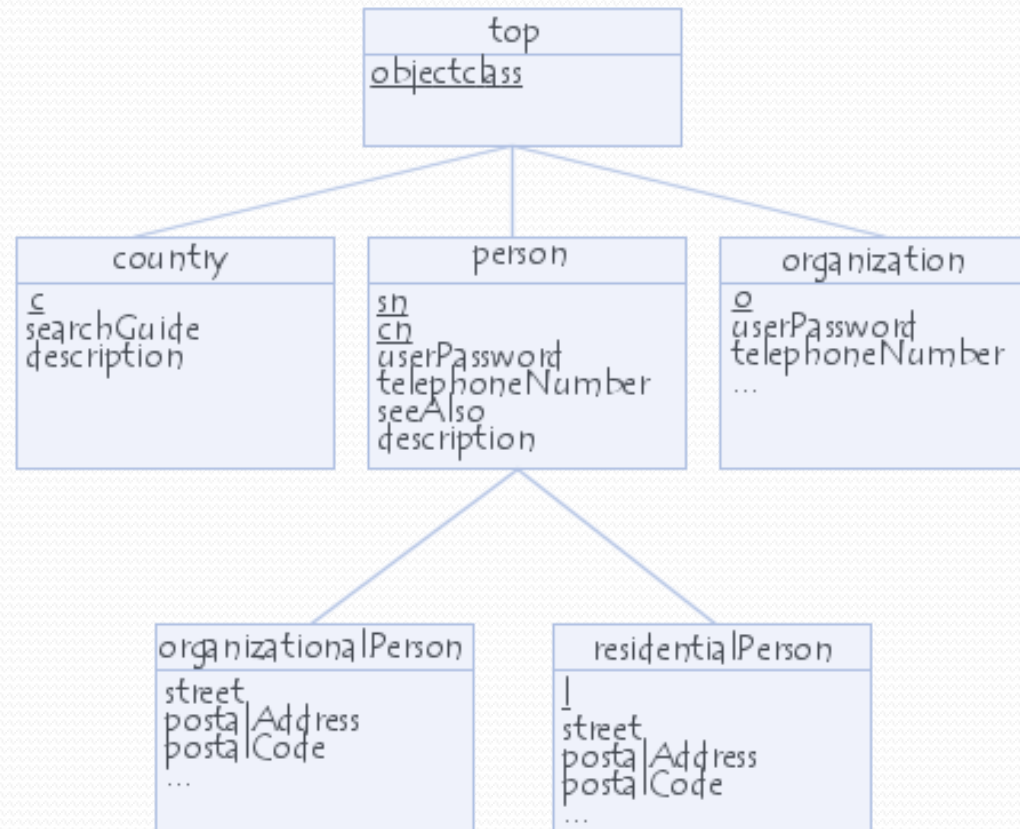 top
objectclass
country
c
searchGuide
description
person
sn
cn
userPassword
telephoneNumber
seeAlso
description
organization
o
userPassword
telephoneNumber
...
organizationalPerson
street
postalAddress
postalCode
...
residentialPerson
l
street
postalAddress
postalCode
...